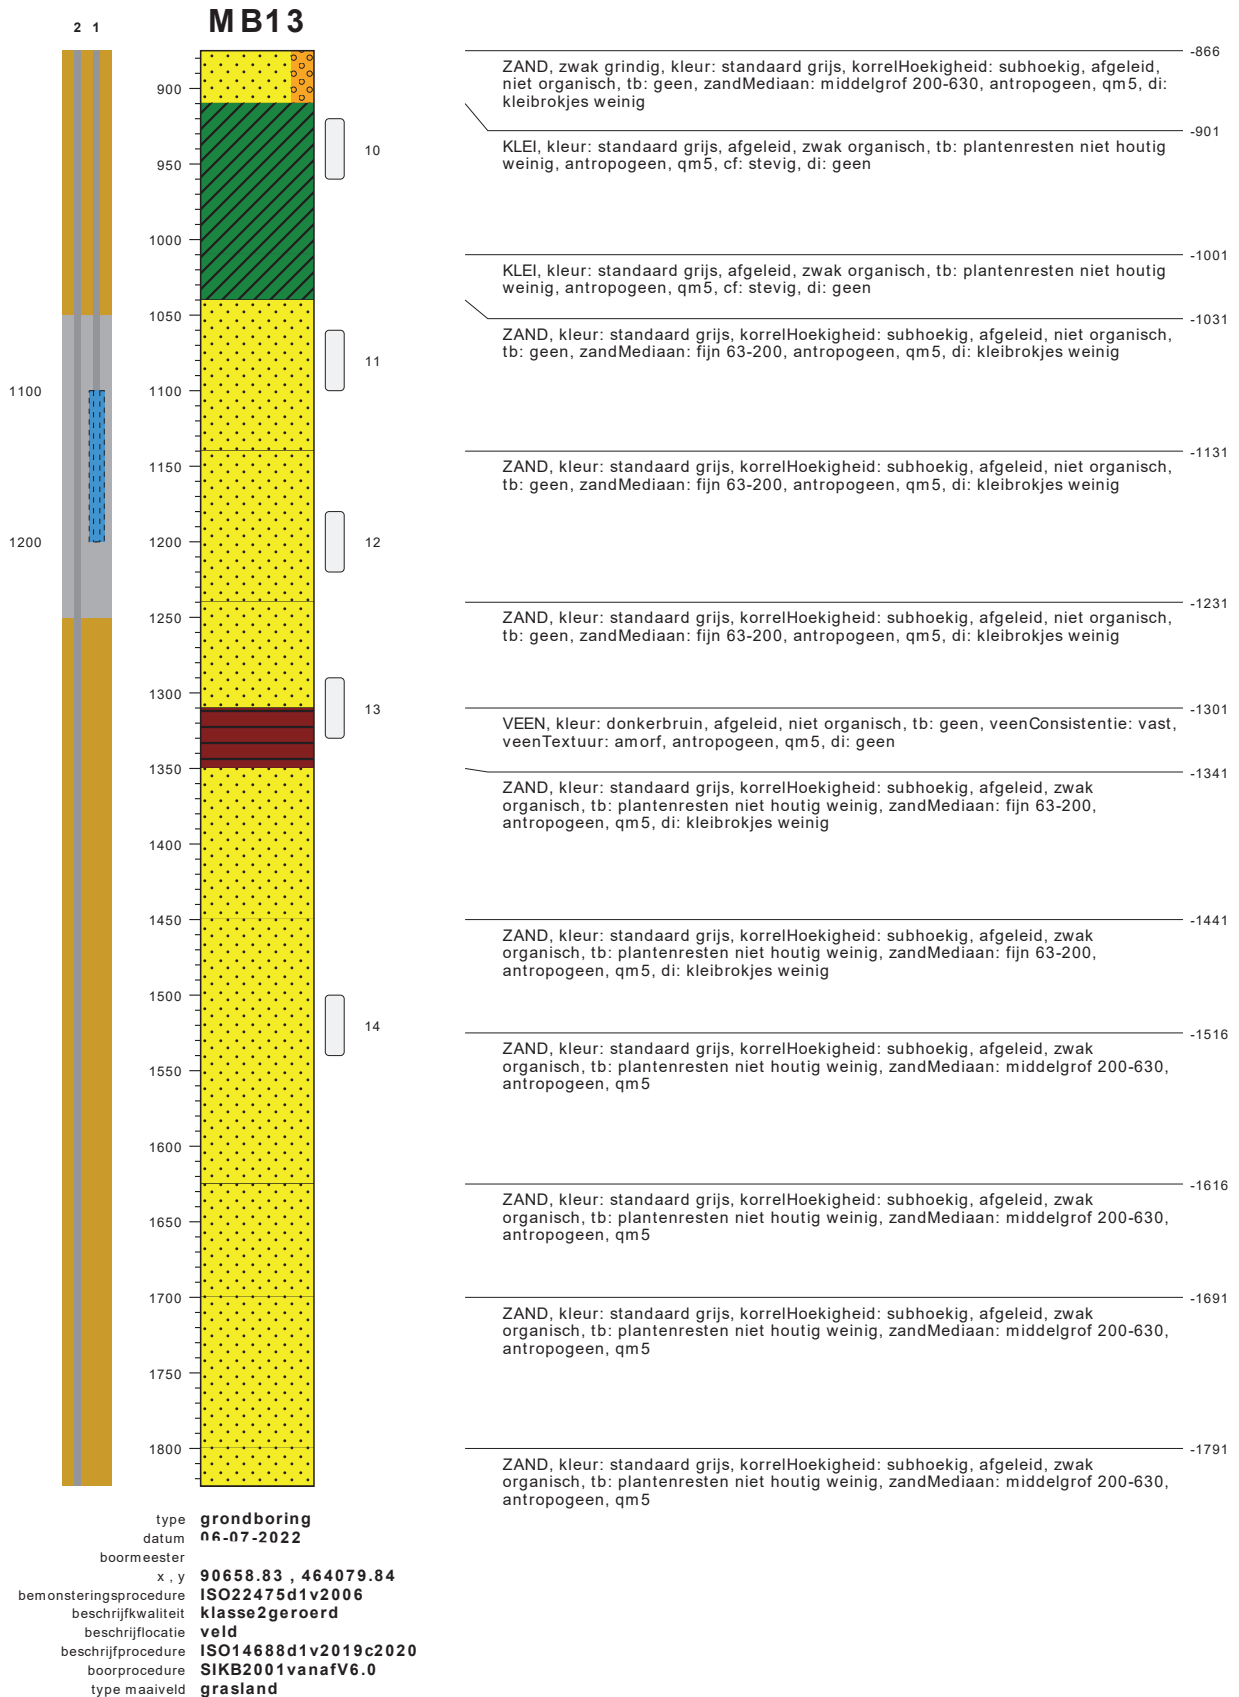 MB13
2 1
-866
ZAND, zwak grindig, kleur: standaard grijs, korrelHoekigheid: subhoekig, afgeleid,
niet organisch, tb: geen, zandMediaan: middelgrof 200-630, antropogeen, qm5, di:
kleibrokjes weinig
900
-901
KLEI, kleur: standaard grijs, afgeleid, zwak organisch, tb: plantenresten niet houtig
weinig, antropogeen, qm5, cf: stevig, di: geen
10
950
1000
-1001
KLEI, kleur: standaard grijs, afgeleid, zwak organisch, tb: plantenresten niet houtig
weinig, antropogeen, qm5, cf: stevig, di: geen
1050
-1031
ZAND, kleur: standaard grijs, korrelHoekigheid: subhoekig, afgeleid, niet organisch,
tb: geen, zandMediaan: fijn 63-200, antropogeen, qm5, di: kleibrokjes weinig
11
1100
1100
-1131
ZAND, kleur: standaard grijs, korrelHoekigheid: subhoekig, afgeleid, niet organisch,
tb: geen, zandMediaan: fijn 63-200, antropogeen, qm5, di: kleibrokjes weinig
1150
1200
1200
12
-1231
ZAND, kleur: standaard grijs, korrelHoekigheid: subhoekig, afgeleid, niet organisch,
tb: geen, zandMediaan: fijn 63-200, antropogeen, qm5, di: kleibrokjes weinig
1250
1300
13
-1301
VEEN, kleur: donkerbruin, afgeleid, niet organisch, tb: geen, veenConsistentie: vast,
veenTextuur: amorf, antropogeen, qm5, di: geen
1350
-1341
ZAND, kleur: standaard grijs, korrelHoekigheid: subhoekig, afgeleid, zwak
organisch, tb: plantenresten niet houtig weinig, zandMediaan: fijn 63-200,
antropogeen, qm5, di: kleibrokjes weinig
1400
1450
-1441
ZAND, kleur: standaard grijs, korrelHoekigheid: subhoekig, afgeleid, zwak
organisch, tb: plantenresten niet houtig weinig, zandMediaan: fijn 63-200,
antropogeen, qm5, di: kleibrokjes weinig
1500
14
-1516
ZAND, kleur: standaard grijs, korrelHoekigheid: subhoekig, afgeleid, zwak
organisch, tb: plantenresten niet houtig weinig, zandMediaan: middelgrof 200-630,
antropogeen, qm5
1550
1600
-1616
ZAND, kleur: standaard grijs, korrelHoekigheid: subhoekig, afgeleid, zwak
organisch, tb: plantenresten niet houtig weinig, zandMediaan: middelgrof 200-630,
antropogeen, qm5
1650
1700
-1691
ZAND, kleur: standaard grijs, korrelHoekigheid: subhoekig, afgeleid, zwak
organisch, tb: plantenresten niet houtig weinig, zandMediaan: middelgrof 200-630,
antropogeen, qm5
1750
1800
-1791
ZAND, kleur: standaard grijs, korrelHoekigheid: subhoekig, afgeleid, zwak
organisch, tb: plantenresten niet houtig weinig, zandMediaan: middelgrof 200-630,
antropogeen, qm5
type grondboring
datum 06-07-2022
boormeester
x , y 90658.83 , 464079.84
bemonsteringsprocedure ISO22475d1v2006
beschrijfkwaliteit klasse2geroerd
beschrijflocatie veld
beschrijfprocedure ISO14688d1v2019c2020
boorprocedure SIKB2001vanafV6.0
type maaiveld grasland